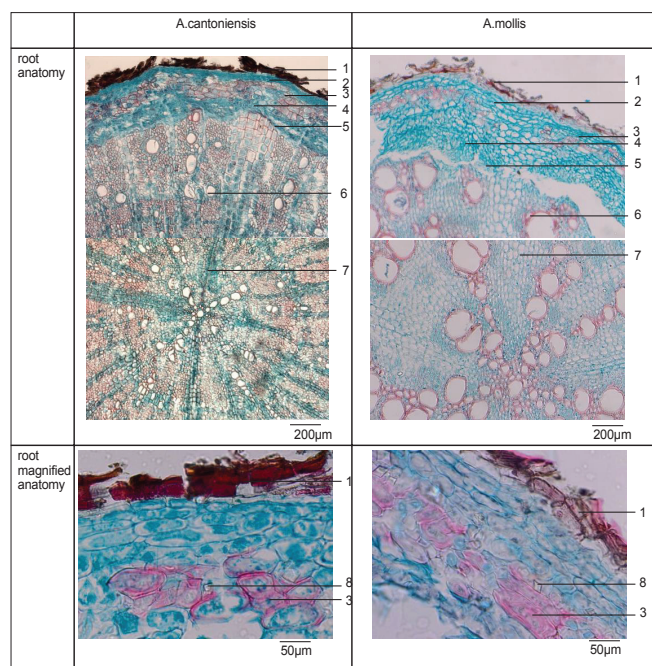 A.cantoniensis
A.mollis
root
anatomy
1
2
3
4
5
6
7
200μm
1
2
3
4
5
6
7
200μm
root
magnified
anatomy
1
8
3
50μm
1
8
3
50μm